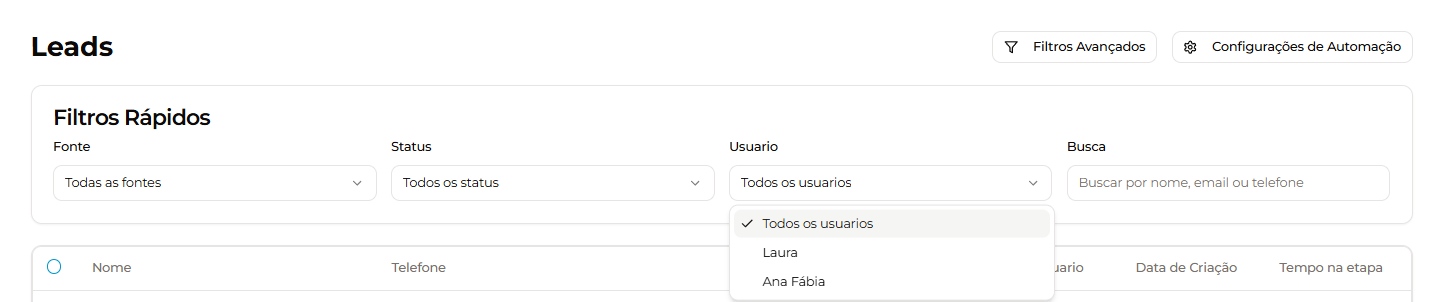 Leads
Filtros Avançados
Configurações de Automação
Filtros Rápidos
Fonte
Status
Usuario
Busca
Todas as fontes
Todos os status
Todos os usuarios
Buscar por nome, email ou telefone
Todos os usuarios
Laura
Ana Fábia
Nome
Telefone
uario
Data de Criação
Tempo na etapa